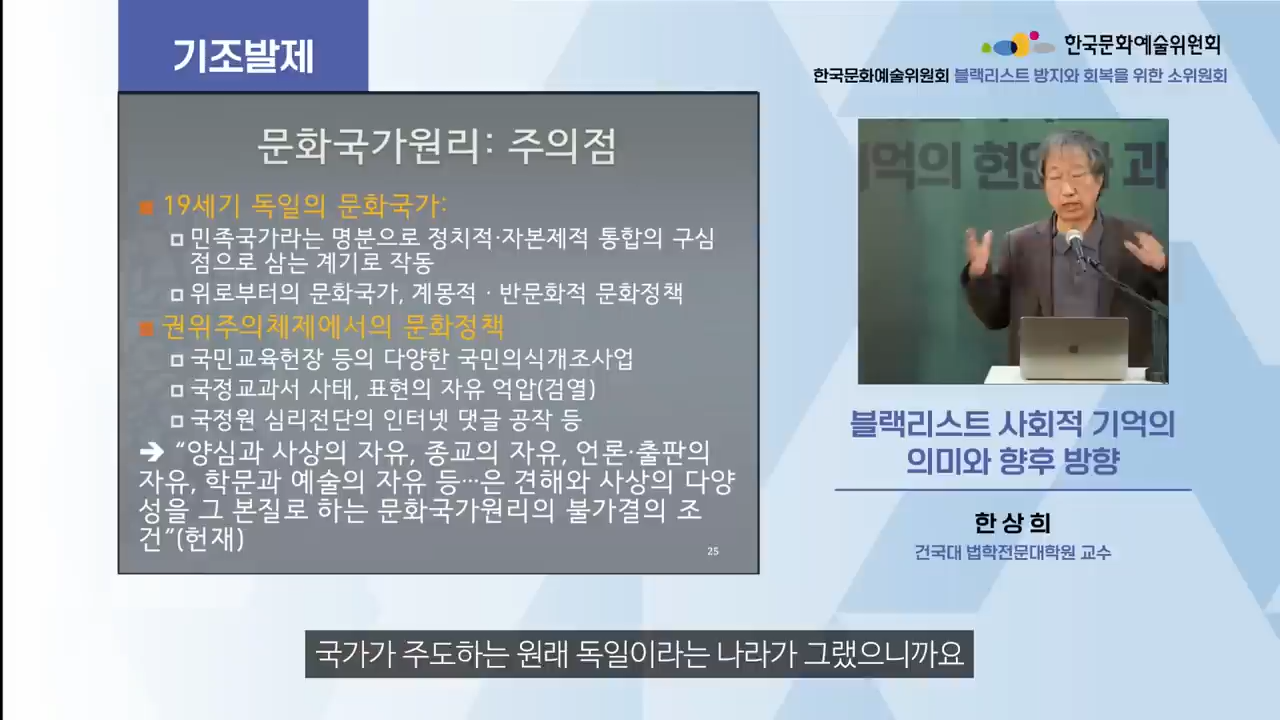 기조발제
한국문화예술위원회
한국문화예술위원회 블랙리스트 방지와 회복을 위한 소위원회
문화국가원리: 주의점
19세기 독일의 문화국가:
민족국가라는 명분으로 정치적·자본제적 통합의 구심
점으로 삼는 계기로 작동
위로부터의 문화국가, 계몽적 · 반문화적 문화정책
권위주의체제에서의 문화정책
국민교육헌장 등의 다양한 국민의식개조사업
국정교과서 사태, 표현의 자유 억압(검열)
국정원 심리전단의 인터넷 댓글 공작 등
➔ “양심과 사상의 자유, 종교의 자유, 언론·출판의
자유, 학문과 예술의 자유 등…은 견해와 사상의 다양
성을 그 본질로 하는 문화국가원리의 불가결의 조
건”(헌재)
25
억의 현안과 과
블랙리스트 사회적 기억의
의미와 향후 방향
한상희
건국대 법학전문대학원 교수
국가가 주도하는 원래 독일이라는 나라가 그랬으니까요